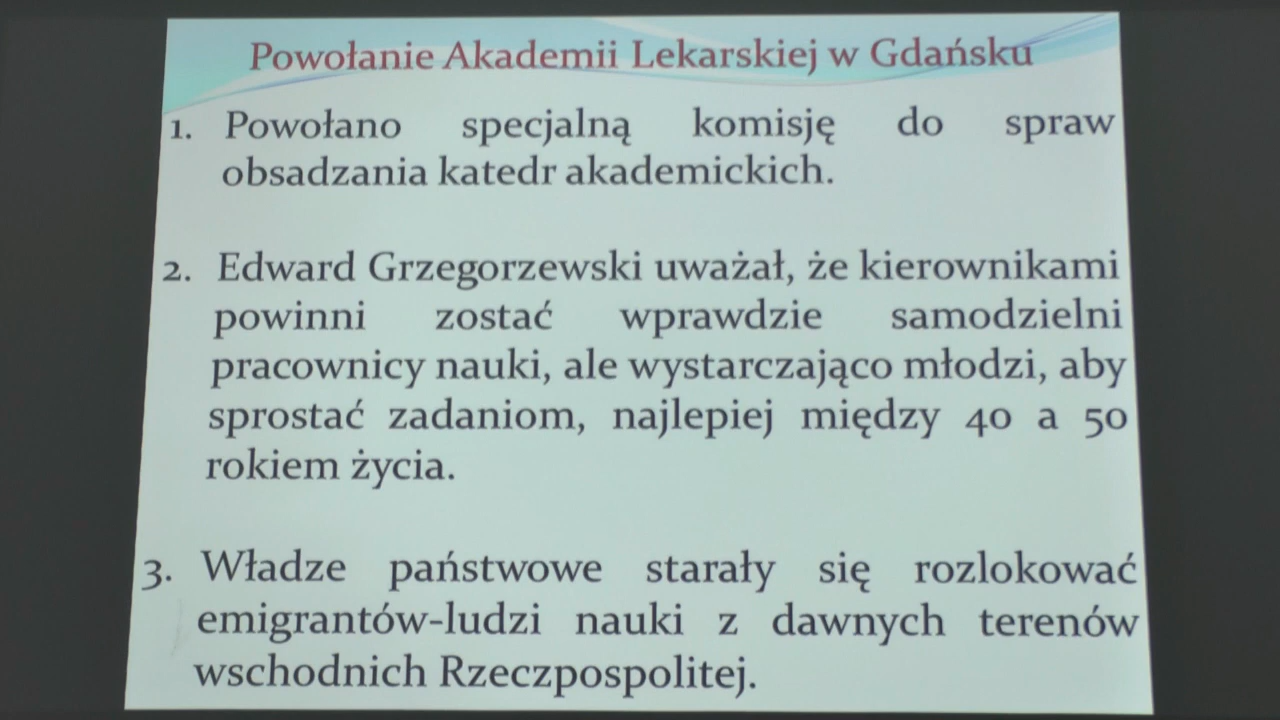 Powołanie Akademii Lekarskiej w Gdańsku
1. Powołano specjalną komisję do spraw
obsadzania katedr akademickich.
2. Edward Grzegorzewski uważał, że kierownikami
powinni zostać wprawdzie samodzielni
pracownicy nauki, ale wystarczająco młodzi, aby
sprostać zadaniom, najlepiej między 40 a 50
rokiem życia.
3. Władze państwowe starały się rozlokować
emigrantów-ludzi nauki z dawnych terenów
wschodnich Rzeczpospolitej.